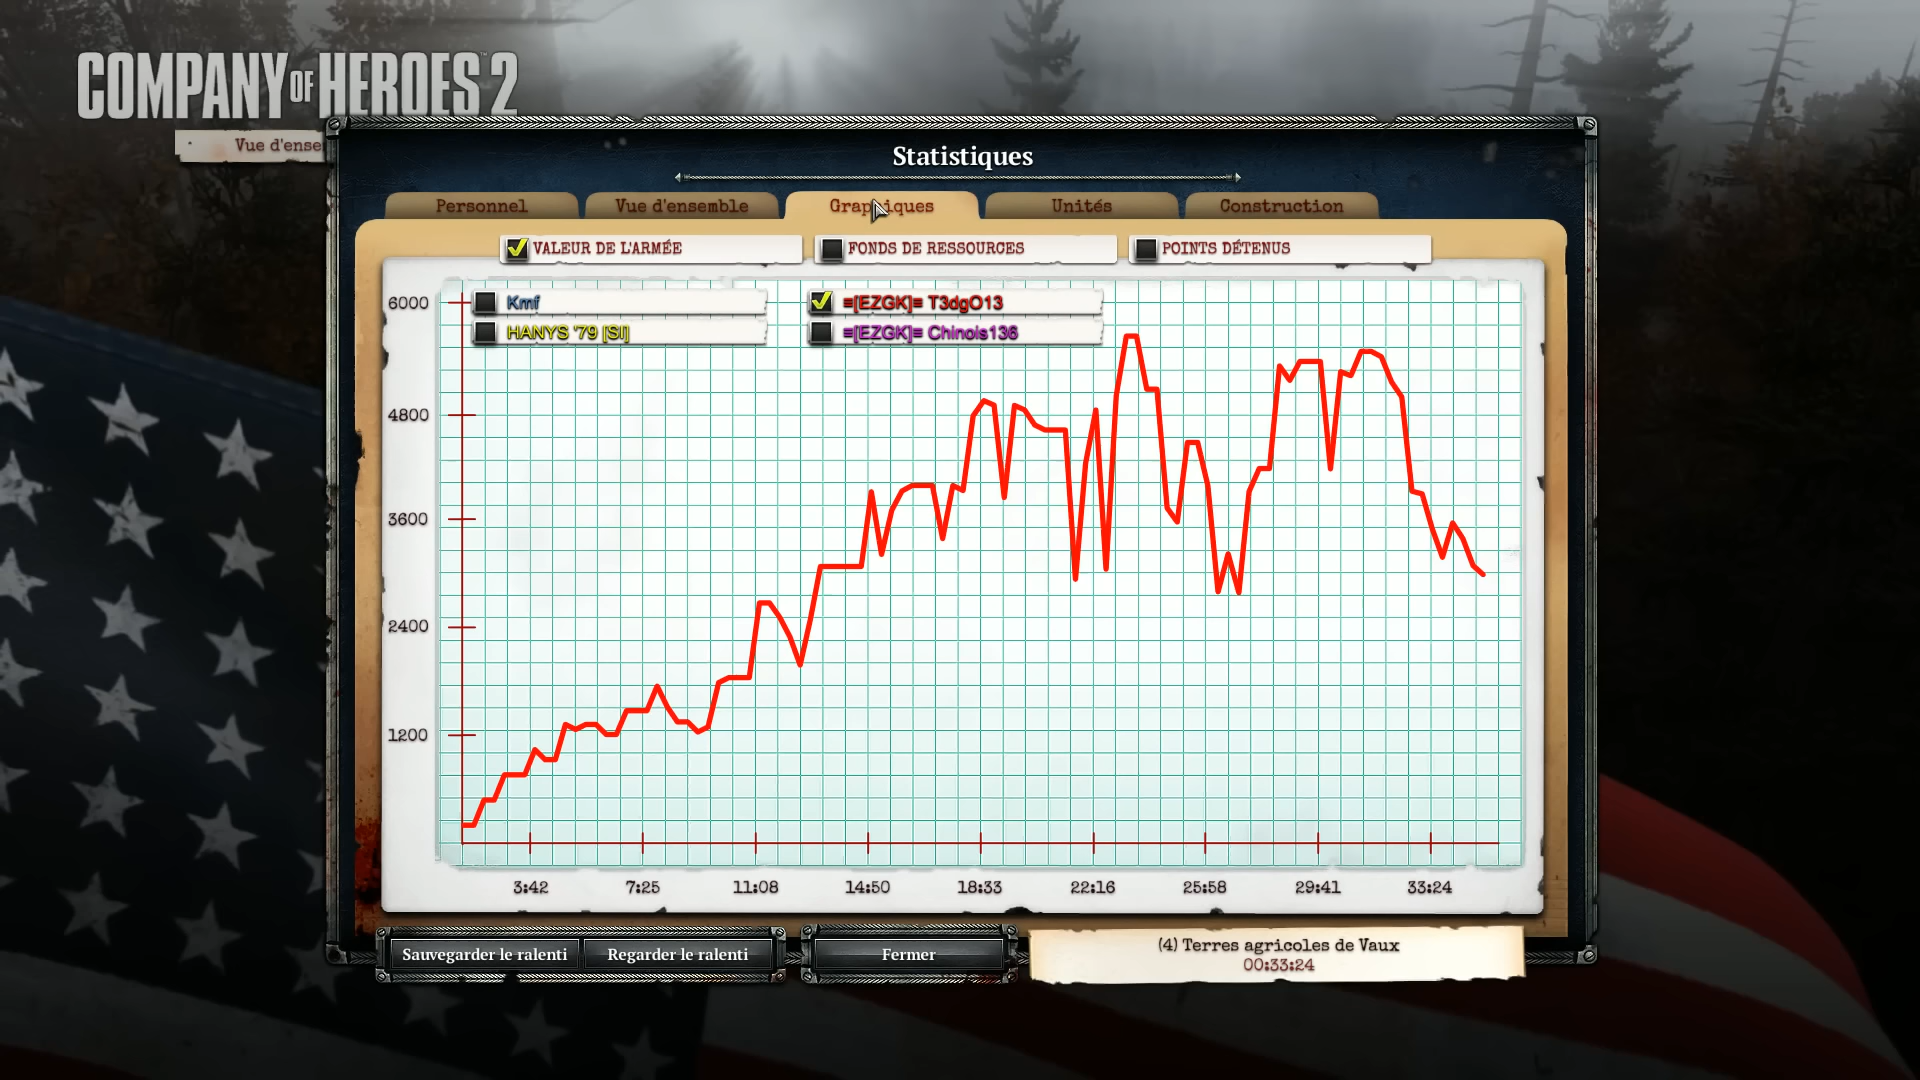 COMPANY OF HEROES™ 2
Vue d'ense
Statistiques
Personnel
Vue d'ensemble
Graphiques
Unités
Construction
VALEUR DE L'ARMÉE
FONDS DE RESSOURCES
POINTS DÉTENUS
Kmf
≡[EZGK]≡ T3dgO13
HANYS '79 [Sl]
≡[EZGK]≡ Chinois136
6000
4800
3600
2400
1200
3:42 7:25 11:08 14:50 18:33 22:16 25:58 29:41 33:24
Sauvegarder le ralenti
Regarder le ralenti
Fermer
(4) Terres agricoles de Vaux
00:33:24